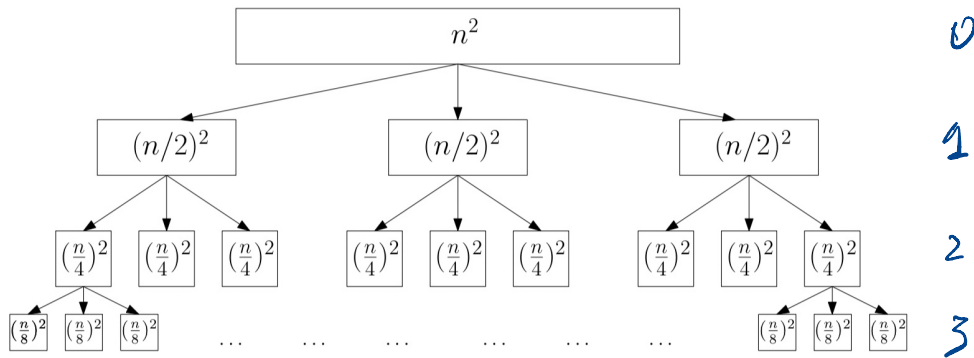 n² 0
(n/2)² (n/2)² (n/2)² 1
(n/4)² (n/4)² (n/4)² (n/4)² (n/4)² (n/4)² (n/4)² (n/4)² (n/4)² 2
(n/8)² (n/8)² (n/8)² ... ... ... ... ... ... (n/8)² (n/8)² (n/8)² 3